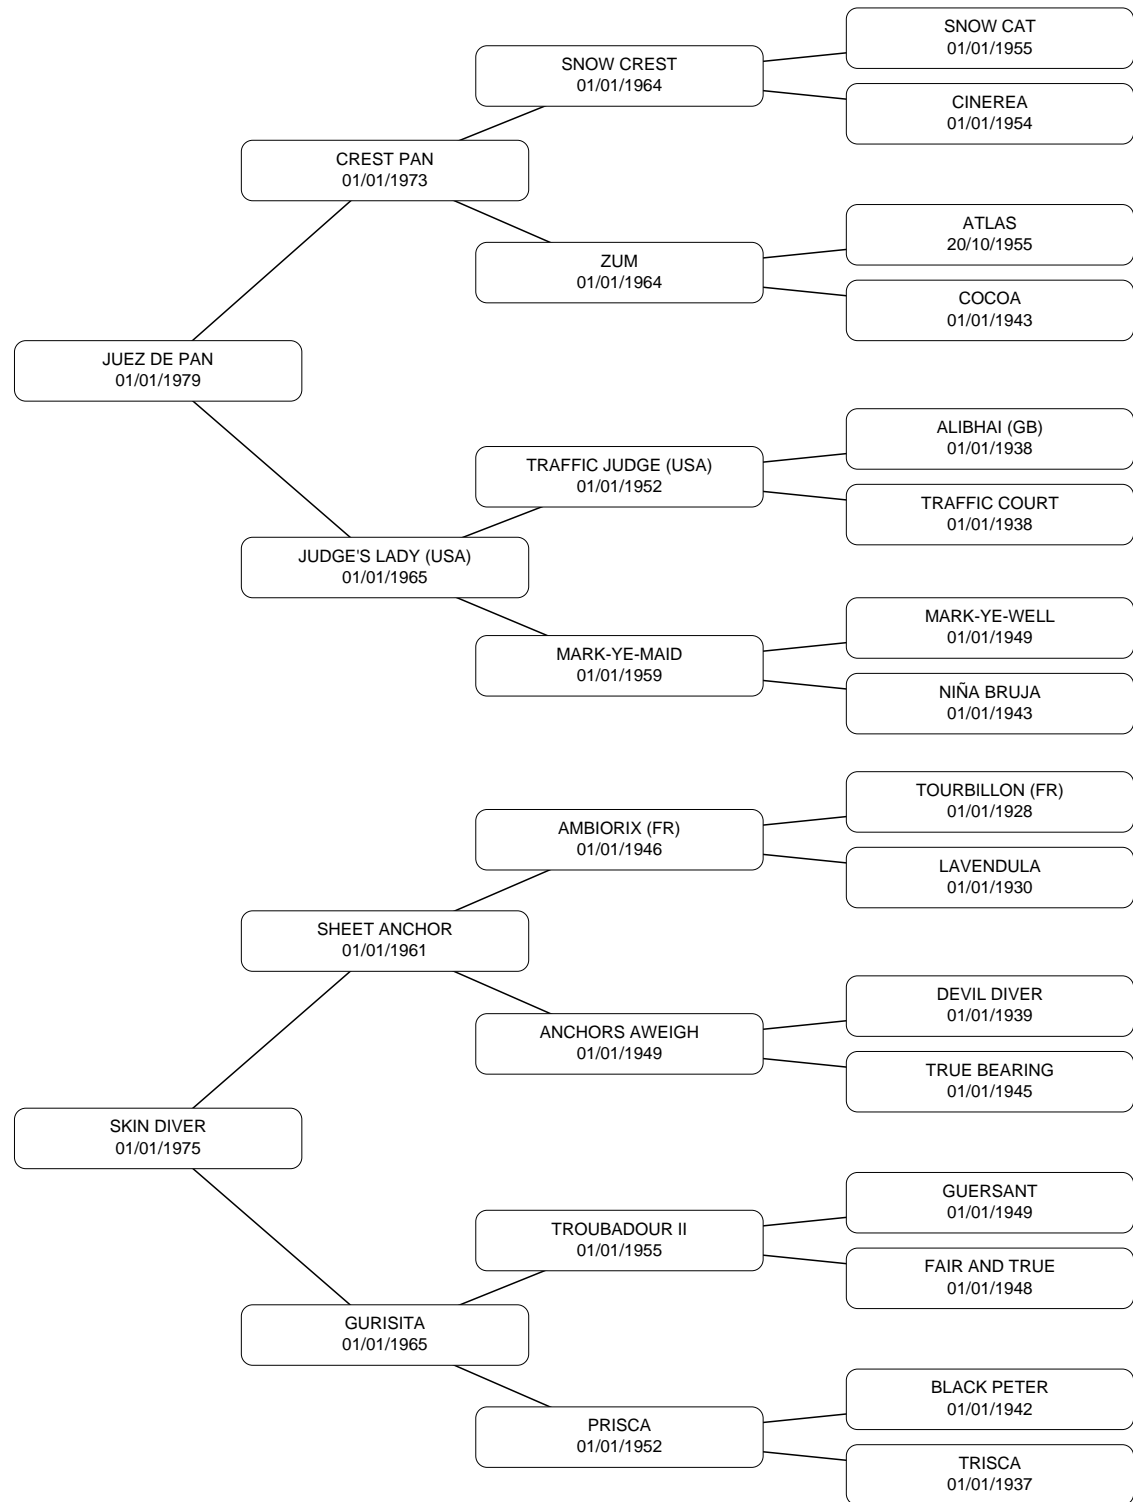 SNOW CAT
01/01/1955
SNOW CREST
01/01/1964
CINEREA
01/01/1954
CREST PAN
01/01/1973
ATLAS
20/10/1955
ZUM
01/01/1964
COCOA
01/01/1943
JUEZ DE PAN
01/01/1979
ALIBHAI (GB)
01/01/1938
TRAFFIC JUDGE (USA)
01/01/1952
TRAFFIC COURT
01/01/1938
JUDGE'S LADY (USA)
01/01/1965
MARK-YE-WELL
01/01/1949
MARK-YE-MAID
01/01/1959
NIÑA BRUJA
01/01/1943
TOURBILLON (FR)
01/01/1928
AMBIORIX (FR)
01/01/1946
LAVENDULA
01/01/1930
SHEET ANCHOR
01/01/1961
DEVIL DIVER
01/01/1939
ANCHORS AWEIGH
01/01/1949
TRUE BEARING
01/01/1945
SKIN DIVER
01/01/1975
GUERSANT
01/01/1949
TROUBADOUR II
01/01/1955
FAIR AND TRUE
01/01/1948
GURISITA
01/01/1965
BLACK PETER
01/01/1942
PRISCA
01/01/1952
TRISCA
01/01/1937